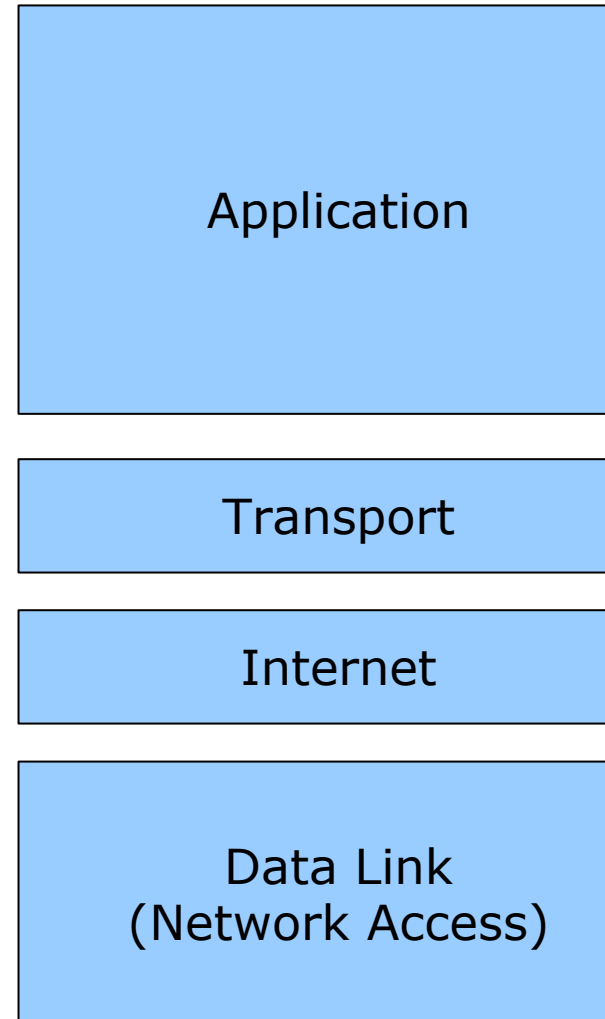 Application
Transport
Internet
Data Link
(Network Access)